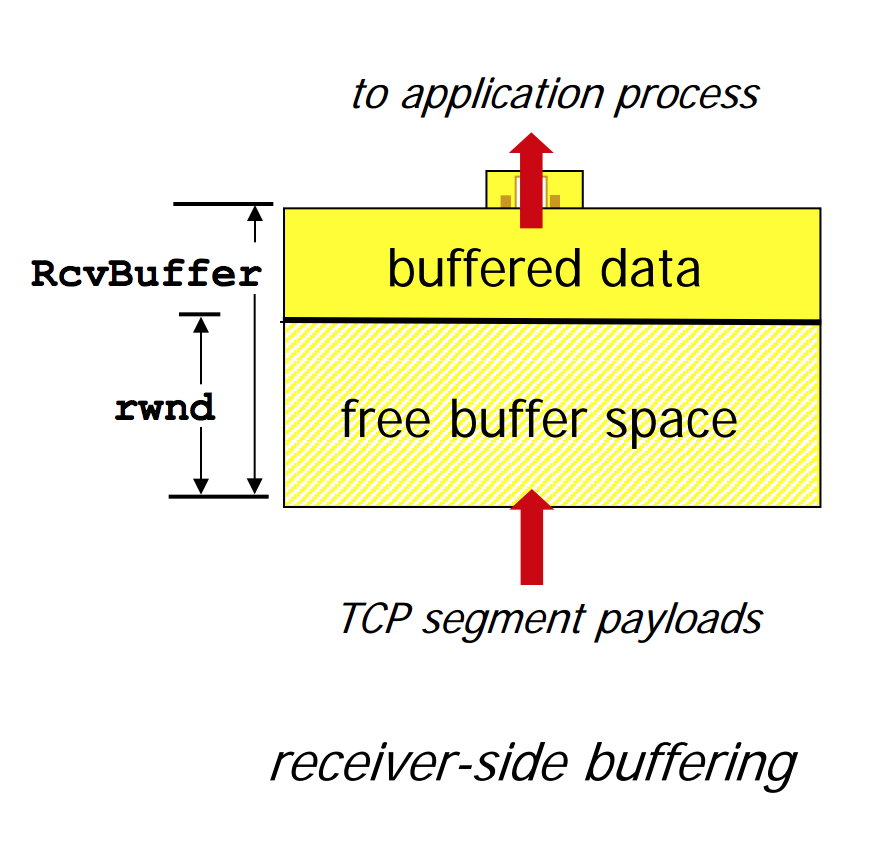 to application process
buffered data
RcvBuffer
rwnd
free buffer space
TCP segment payloads
receiver-side buffering